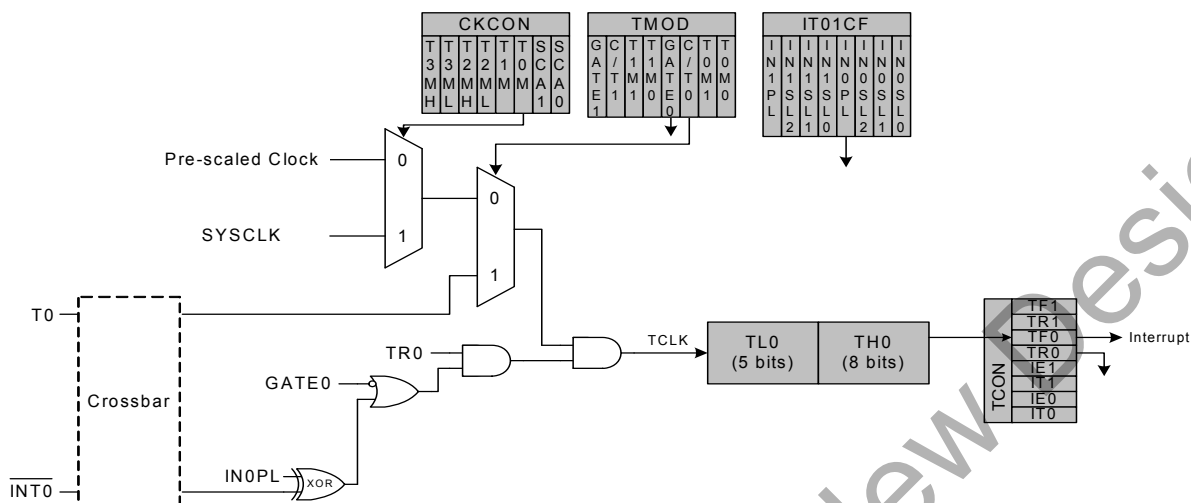 CKCON
T3MH
T3ML
T2MH
T2ML
T1M
T0M
SCA1
SCA0
TMOD
GATE1
C/T1
T1M1
T1M0
GATE0
C/T0
T0M1
T0M0
IT01CF
IN1PL
IN1SL2
IN1SL1
IN1SL0
IN0PL
IN0SL2
IN0SL1
IN0SL0
Pre-scaled Clock
0
SYSCLK
1
0
1
T0
Crossbar
INT0
TR0
GATE0
IN0PL
XOR
TCLK
TL0
(5 bits)
TH0
(8 bits)
TCON
TF1
TR1
TF0
TR0
IE1
IT1
IE0
IT0
Interrupt
New Desig